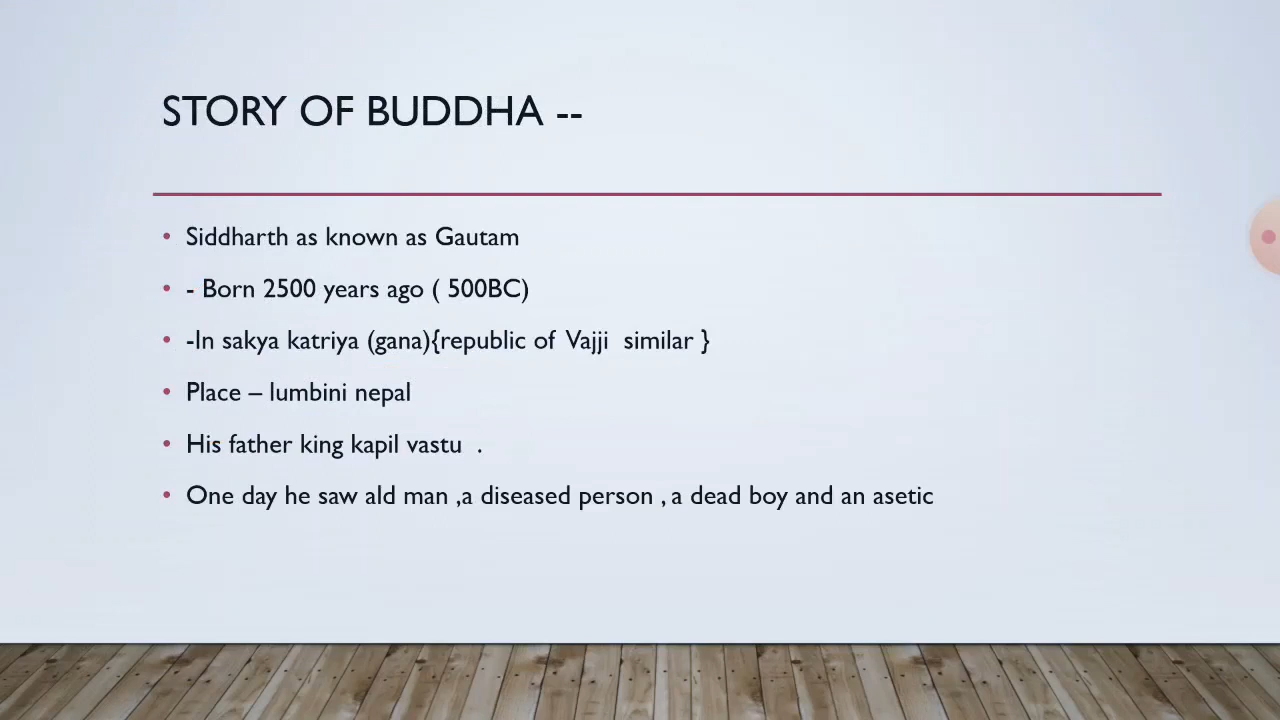 STORY OF BUDDHA --
Siddharth as known as Gautam
- Born 2500 years ago ( 500BC)
-In sakya katriya (gana){republic of Vajji similar }
Place – lumbini nepal
His father king kapil vastu .
One day he saw ald man ,a diseased person , a dead boy and an asetic